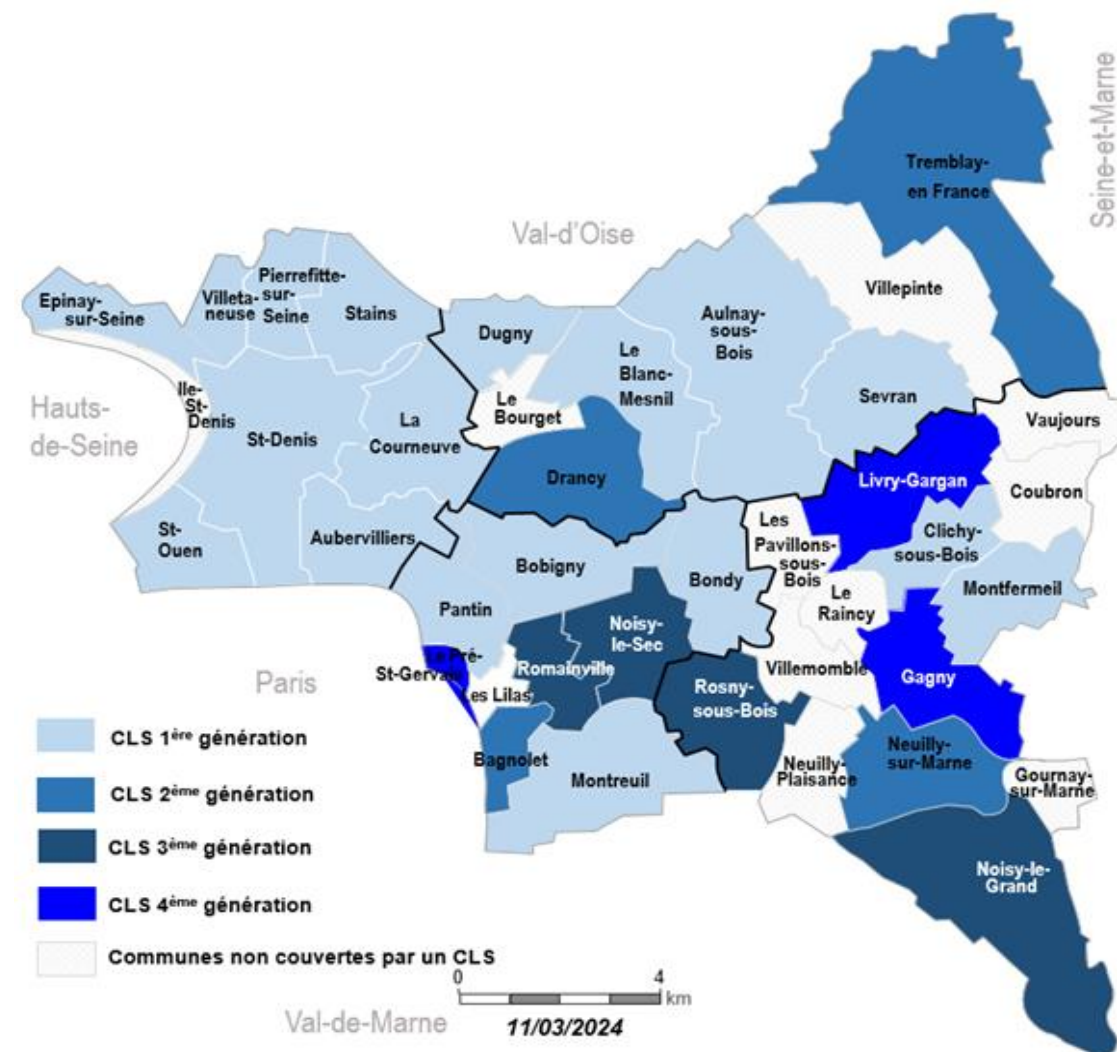 Seine-et-Marne
Tremblay-
en France
Val-d'Oise
Villepinte
Epinay-
sur-Seine
Villeta-
neuse
Pierrefitte-
sur-
Seine
Stains
Dugny
Le
Blanc-
Mesnil
Aulnay-
sous-
Bois
Sevran
Hauts-
de-Seine
Ile-
St-
Denis
St-Denis
La
Courneuve
Le
Bourget
Drancy
Vaujours
Livry-Gargan
Coubron
St-
Ouen
Aubervilliers
Bobigny
Bondy
Les
Pavillons-
sous-
Bois
Clichy-
sous-Bois
Montfermeil
Pantin
Noisy-
le-Sec
Le
Raincy
Paris
Le Pré-
St-Gervais
Les Lilas
Romainville
Rosny-
sous-Bois
Villemomble
Gagny
Bagnolet
Montreuil
Neuilly-
Plaisance
Neuilly-
sur-Marne
Gournay-
sur-Marne
Noisy-le-
Grand
CLS 1ère génération
CLS 2ème génération
CLS 3ème génération
CLS 4ème génération
Communes non couvertes par un CLS
0 4
km
Val-de-Marne
11/03/2024